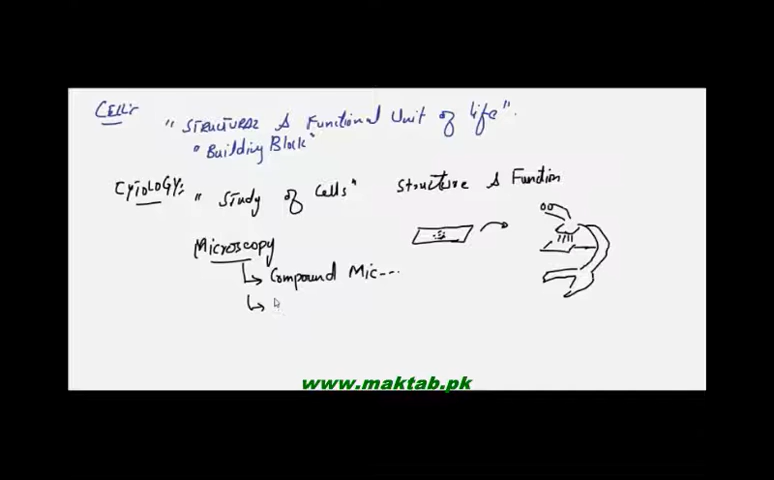 CELL:
"STRUCTURAL & Functional Unit of life".
"Building Block"
CYTOLOGY: "Study of Cells" Structure & Function
Microscopy
↳ Compound Mic---
↳
www.maktab.pk